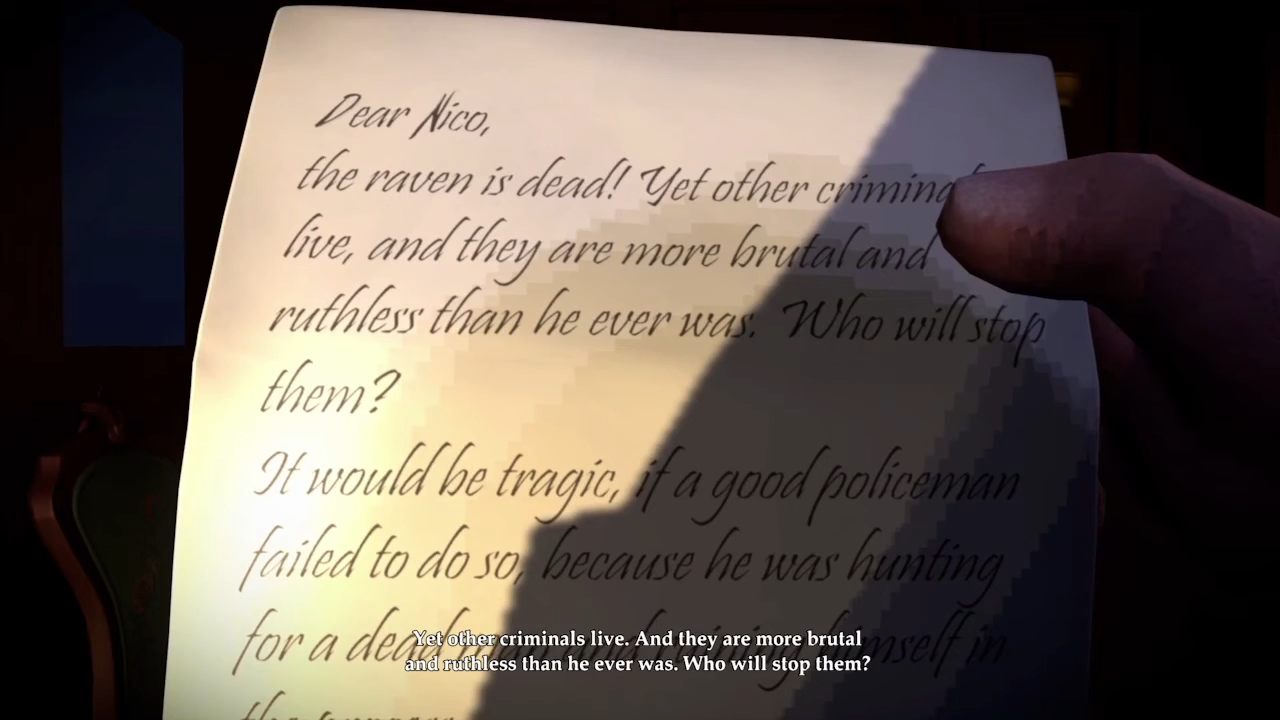 Dear Nico,
the raven is dead! Yet other criminal
live, and they are more brutal and
ruthless than he ever was. Who will stop
them?
It would be tragic, if a good policeman
failed to do so, because he was hunting
for a dead himself in
Yet other criminals live. And they are more brutal
and ruthless than he ever was. Who will stop them?